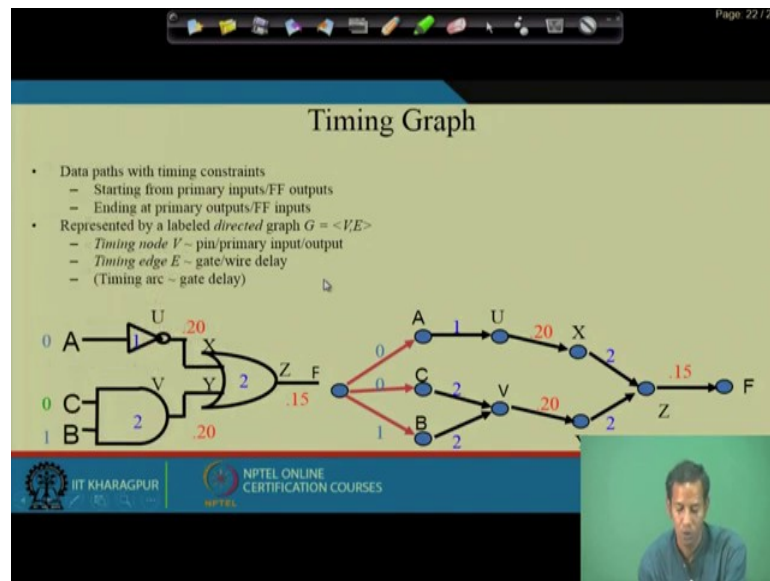 Page: 22 / 2
Timing Graph
• Data paths with timing constraints
– Starting from primary inputs/FF outputs
– Ending at primary outputs/FF inputs
• Represented by a labeled directed graph G = <V,E>
– Timing node V ~ pin/primary input/output
– Timing edge E ~ gate/wire delay
– (Timing arc ~ gate delay)
U
.20
0 A
1
X
V
Y
2
Z F
.15
0 C
1 B
2
.20
A
1
U
.20
X
0
2
0
C
2
V
.20
.15
F
Z
1
B
2
2
IIT KHARAGPUR
NPTEL ONLINE
CERTIFICATION COURSES
NPTEL